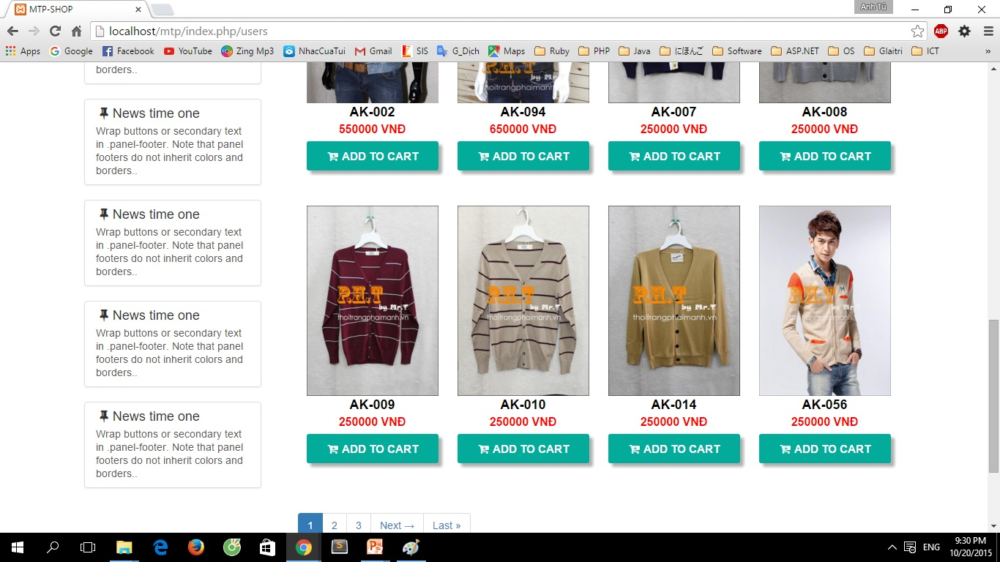 MTP-SHOP
Anh Tú
localhost/mtp/index.php/users
ABP
Apps
Google
Facebook
YouTube
Zing Mp3
NhacCuaTui
Gmail
SIS
G_Dịch
Maps
Ruby
PHP
Java
にほんご
Software
ASP.NET
OS
Glaitri
ICT
»
borders..
News time one
Wrap buttons or secondary text
in .panel-footer. Note that panel
footers do not inherit colors and
borders..
News time one
Wrap buttons or secondary text
in .panel-footer. Note that panel
footers do not inherit colors and
borders..
News time one
Wrap buttons or secondary text
in .panel-footer. Note that panel
footers do not inherit colors and
borders..
News time one
Wrap buttons or secondary text
in .panel-footer. Note that panel
footers do not inherit colors and
borders..
P.H.T
by Mr.T
thoitrangphaimanh.vn
AK-002
550000 VNĐ
ADD TO CART
AK-094
650000 VNĐ
ADD TO CART
AK-007
250000 VNĐ
ADD TO CART
AK-008
250000 VNĐ
ADD TO CART
P.H.T
by Mr.T
thoitrangphaimanh.vn
P.H.T
by Mr.T
thoitrangphaimanh.vn
P.H.T
by Mr.T
thoitrangphaimanh.vn
P.H.T
by Mr.T
thoitrangphaimanh.vn
AK-009
250000 VNĐ
ADD TO CART
AK-010
250000 VNĐ
ADD TO CART
AK-014
250000 VNĐ
ADD TO CART
AK-056
250000 VNĐ
ADD TO CART
1 2 3 Next → Last »
ENG
9:30 PM
10/20/2015